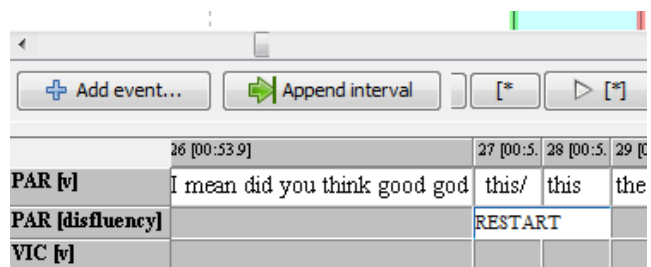 Add event... Append interval [* [*]
26 [00:53.9] 27 [00:5. 28 [00:5. 29 [0
PAR [v] I mean did you think good god this/ this the
PAR [disfluency] RESTART
VIC [v]